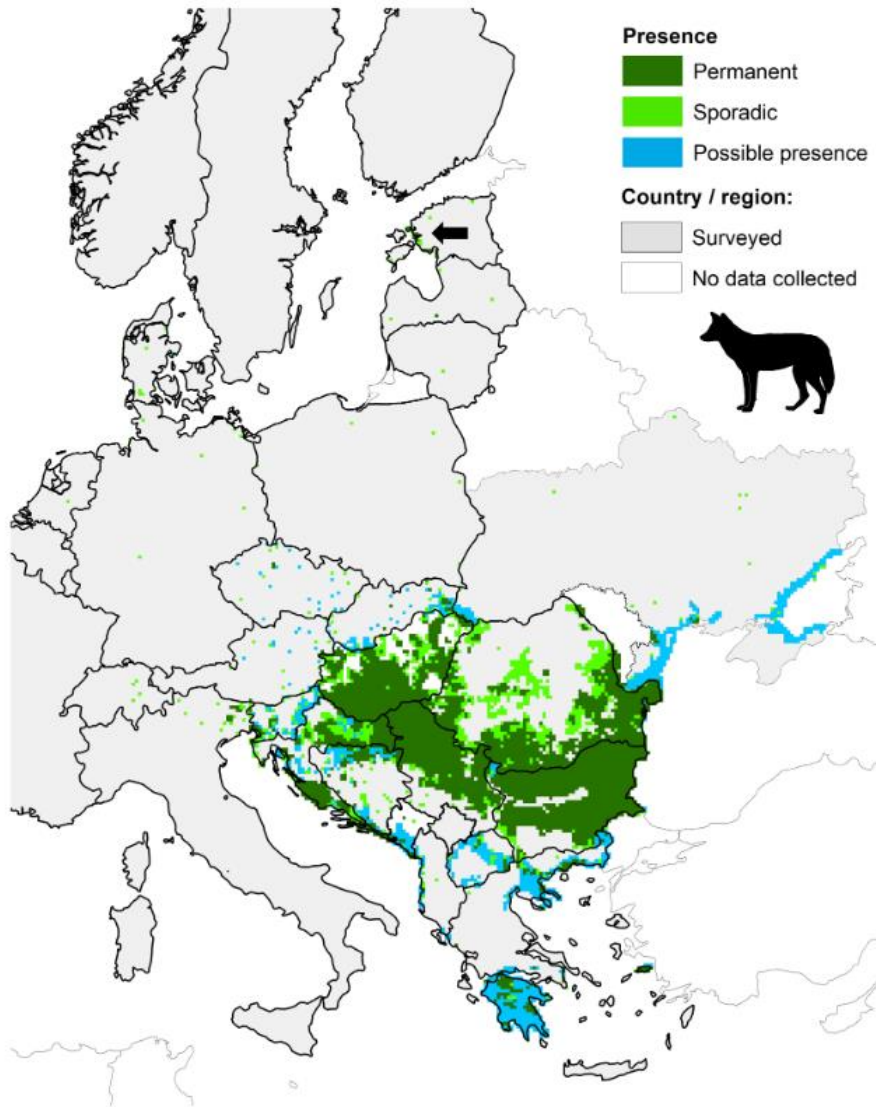 Presence
Permanent
Sporadic
Possible presence
Country / region:
Surveyed
No data collected